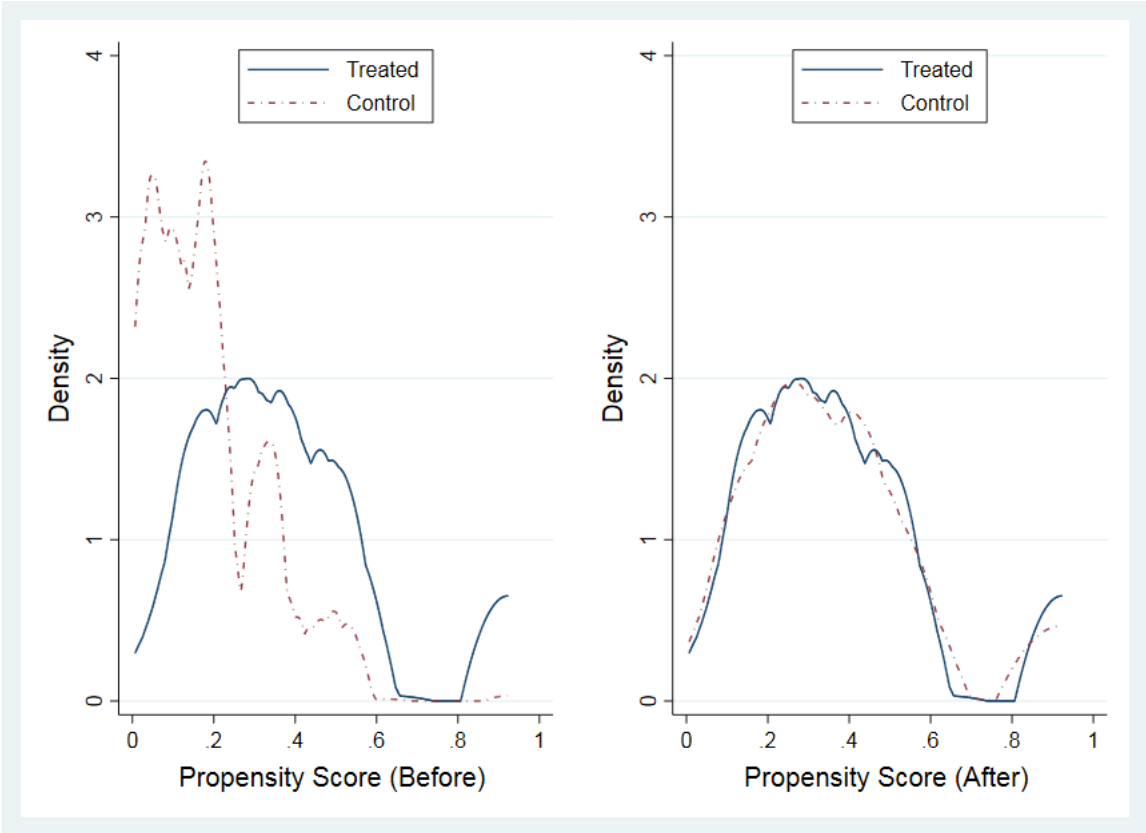 Treated
Control
Density
4
3
2
1
0
0 .2 .4 .6 .8 1
Propensity Score (Before)
Treated
Control
Density
4
3
2
1
0
0 .2 .4 .6 .8 1
Propensity Score (After)